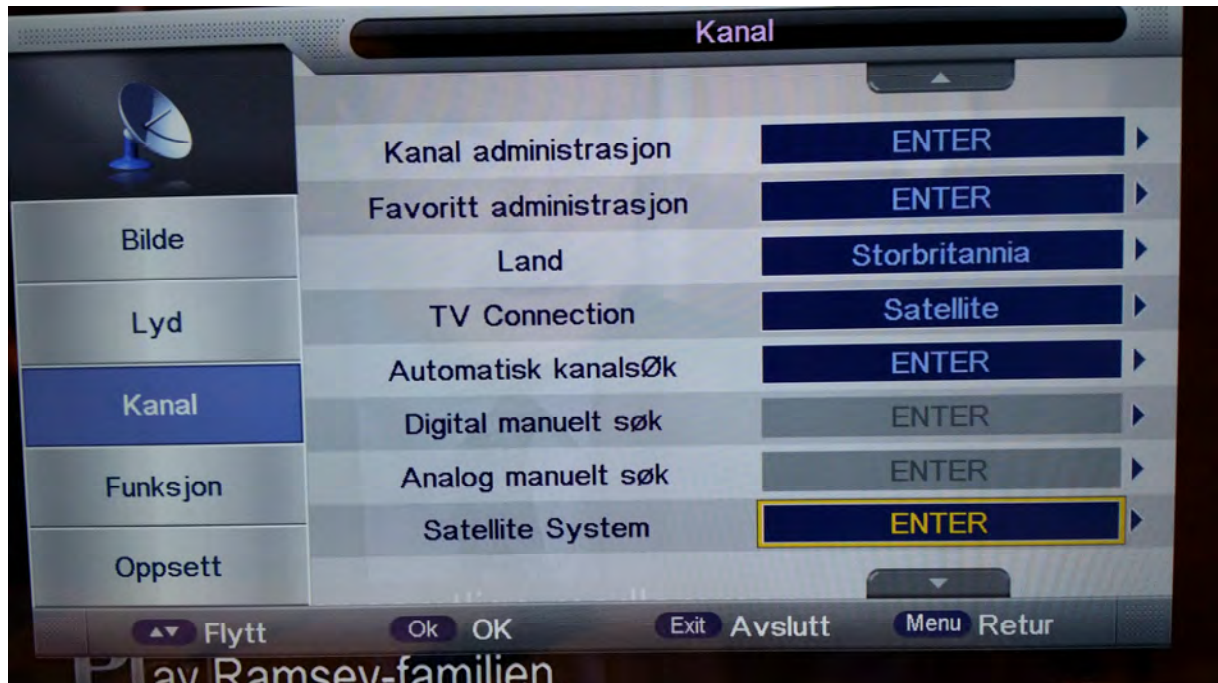 Kanal
Kanal administrasjon ENTER
Favoritt administrasjon ENTER
Land Storbritannia
TV Connection Satellite
Automatisk kanalsØk ENTER
Digital manuelt søk ENTER
Analog manuelt søk ENTER
Satellite System ENTER
Bilde
Lyd
Kanal
Funksjon
Oppsett
Flytt Ok OK Exit Avslutt Menu Retur
av Ramsey-familien